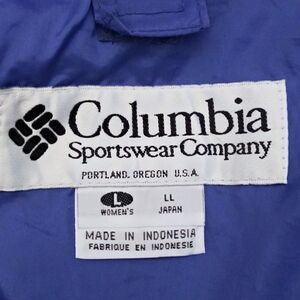 Columbia
Sportswear Company
PORTLAND, OREGON U.S.A.
L LL
WOMEN'S JAPAN
MADE IN INDONESIA
FABRIQUE EN INDONESIE